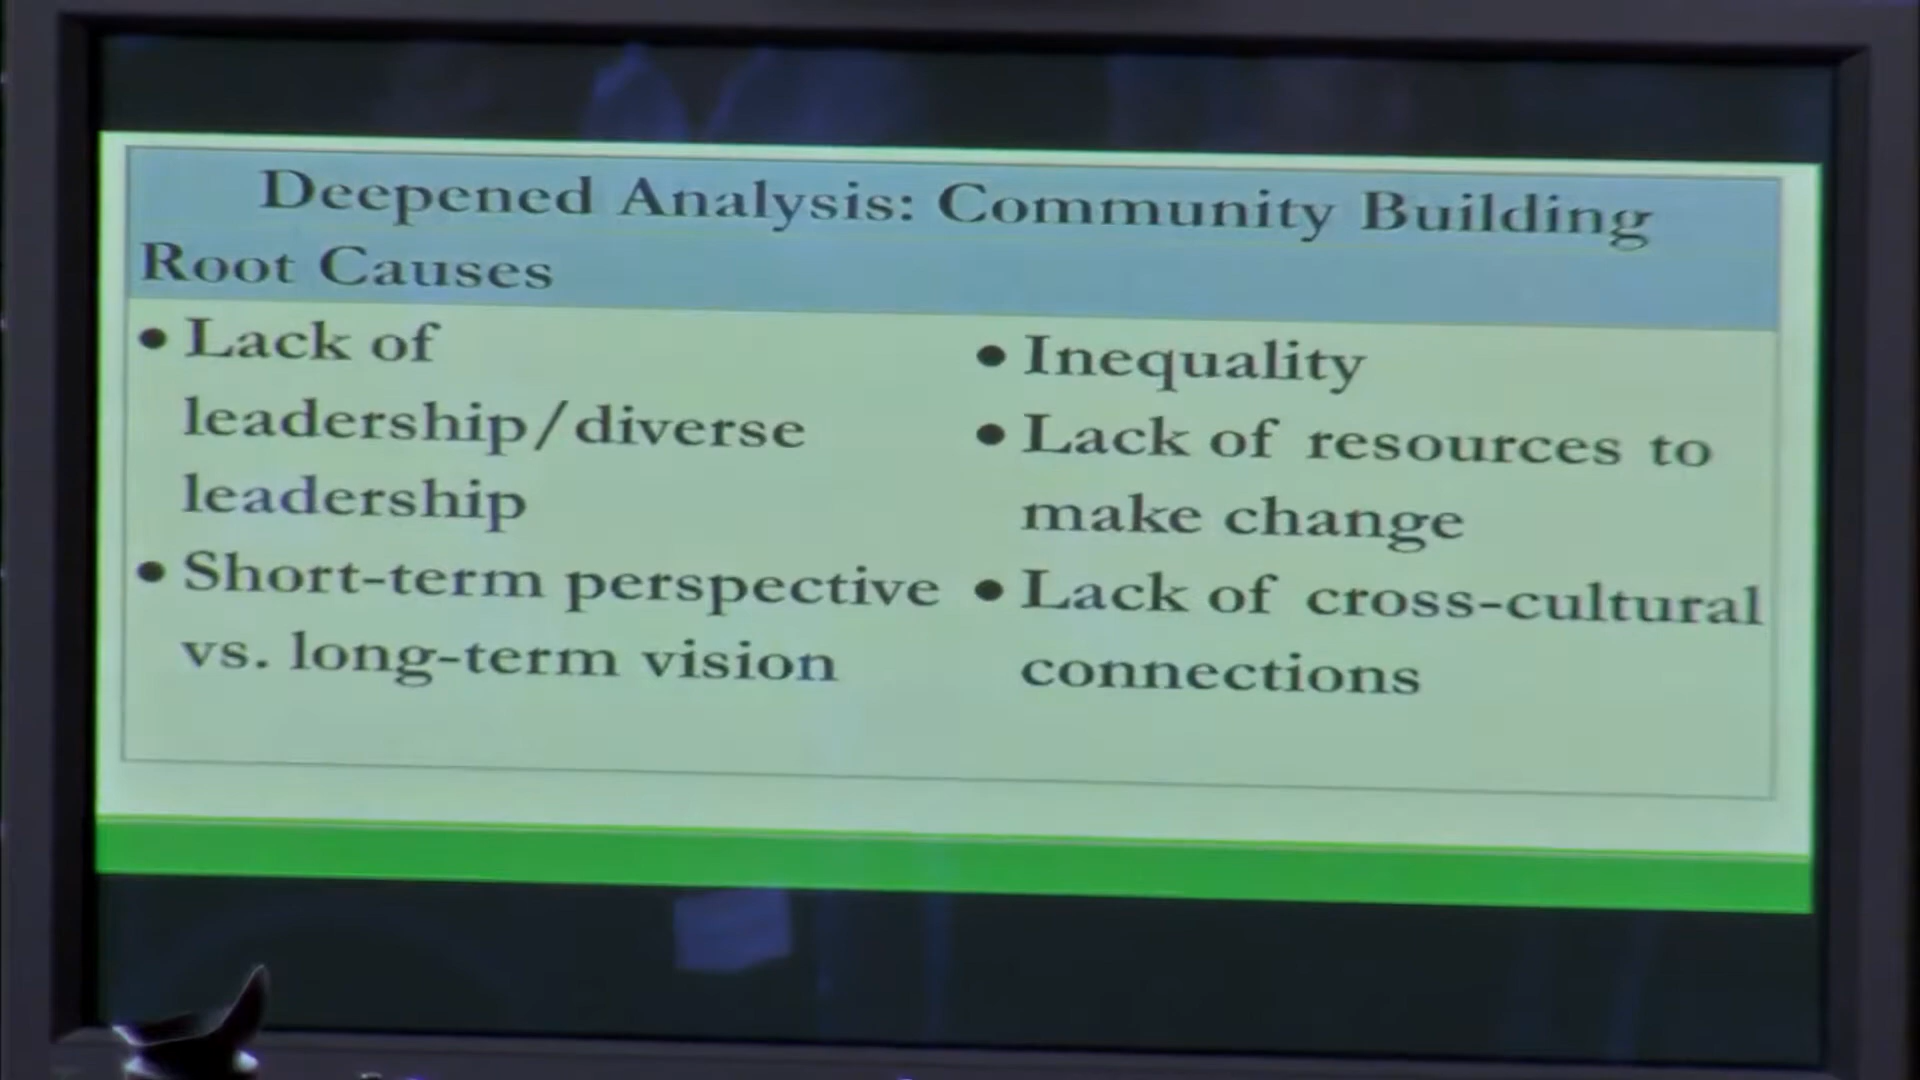 Deepened Analysis: Community Building
Root Causes
• Lack of
leadership/diverse
leadership
• Short-term perspective
vs. long-term vision
• Inequality
• Lack of resources to
make change
• Lack of cross-cultural
connections